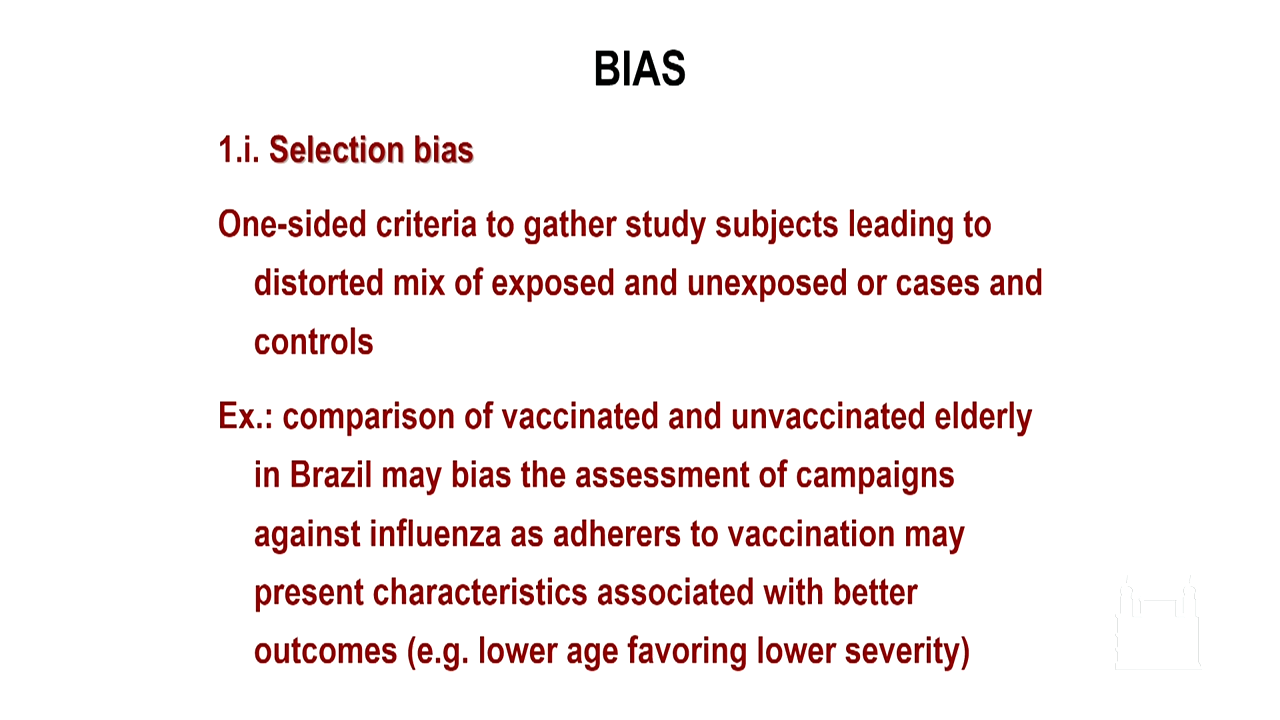 BIAS
1.i. Selection bias
One-sided criteria to gather study subjects leading to
distorted mix of exposed and unexposed or cases and
controls
Ex.: comparison of vaccinated and unvaccinated elderly
in Brazil may bias the assessment of campaigns
against influenza as adherers to vaccination may
present characteristics associated with better
outcomes (e.g. lower age favoring lower severity)